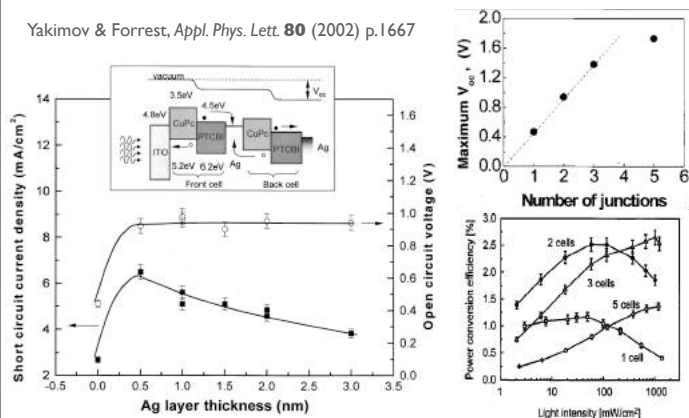 Yakimov & Forrest, Appl. Phys. Lett. 80 (2002) p.1667
vacuum
Voc
3.5eV
4.8eV
4.5eV
CuPc
PTCBI
CuPc
PTCBI
ITO
Ag
Ag
5.2eV 6.2eV
Front cell
Back cell
Short circuit current density (mA/cm²)
14
12
10
8
6
4
2
1.6
1.4
1.2
1.0
0.8
0.6
0.4
0.2
0.0
Open circuit voltage (V)
-0.5 0.0 0.5 1.0 1.5 2.0 2.5 3.0 3.5
Ag layer thickness (nm)
Maximum Voc, (V)
2.0
1.6
1.2
0.8
0.4
0.0
0 1 2 3 4 5 6
Number of junctions
Power conversion efficiency [%]
3.0
2.5
2.0
1.5
1.0
0.5
0.0
2 cells
3 cells
5 cells
1 cell
1 10 100 1000
Light intensity [mW/cm²]